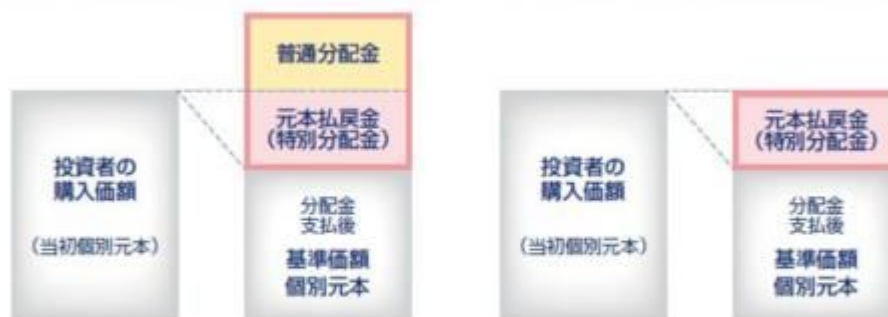 普通分配金
元本払戻金
(特別分配金)
投資者の
購入価額
(当初個別元本)
分配金
支払後
基準価額
個別元本
元本払戻金
(特別分配金)
投資者の
購入価額
(当初個別元本)
分配金
支払後
基準価額
個別元本